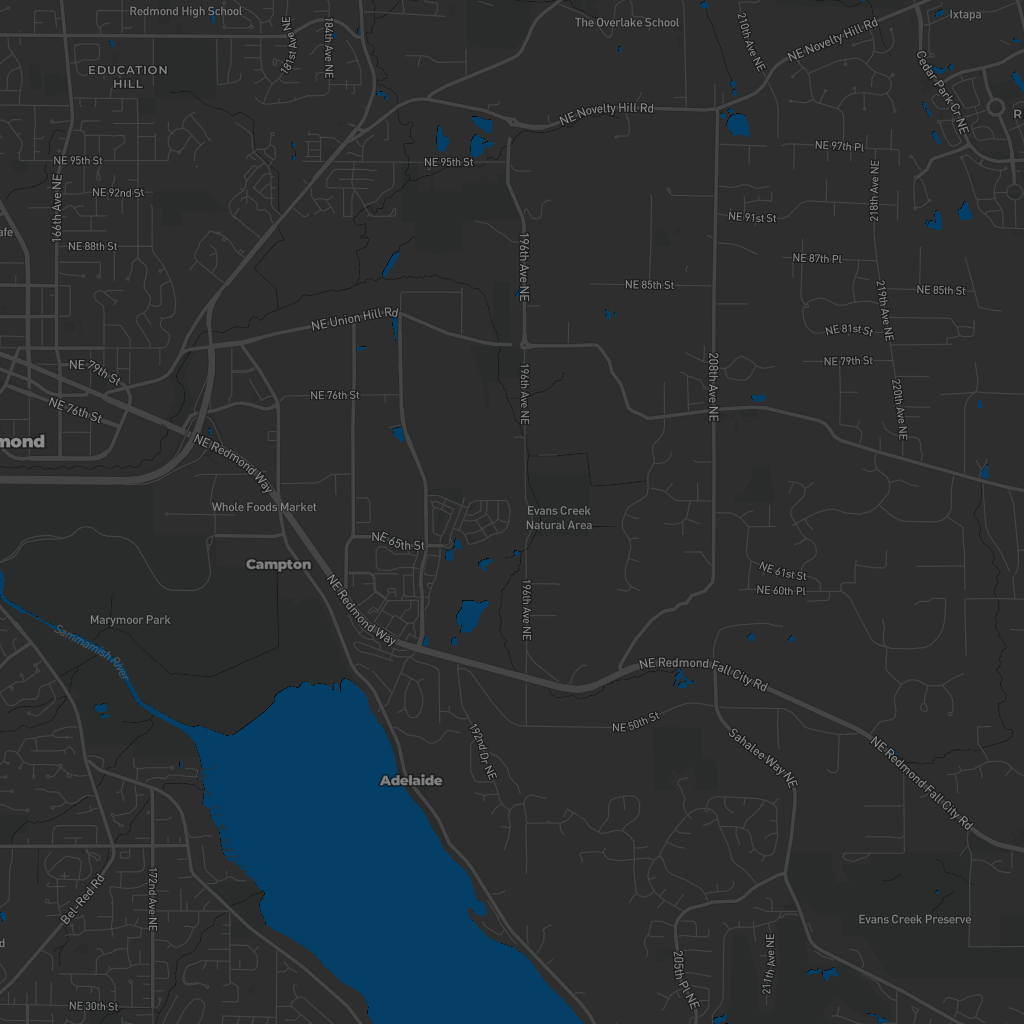 Redmond High School
The Overlake School
Ixtapa
181st Ave NE
184th Ave NE
210th Ave NE
NE Novelty Hill Rd
Cedar Park Cr NE
EDUCATION
HILL
NE Novelty Hill Rd
R
NE 95th St
NE 95th St
NE 97th Pl
NE 92nd St
166th Ave NE
218th Ave NE
NE 91st St
afe
NE 88th St
196th Ave NE
NE 87th Pl
NE 85th St
NE 85th St
219th Ave NE
NE Union Hill Rd
NE 81st St
NE 79th St
NE 79th St
196th Ave NE
208th Ave NE
NE 76th St
NE 76th St
220th Ave NE
mond
NE Redmond Way
Whole Foods Market
Evans Creek
Natural Area
NE 65th St
Campton
NE 61st St
NE 60th Pl
NE Redmond Way
196th Ave NE
Marymoor Park
Sammamish River
NE Redmond Fall City Rd
NE 50th St
192nd Dr NE
Sahalee Way NE
NE Redmond Fall City Rd
Adelaide
Bel-Red Rd
172nd Ave NE
Evans Creek Preserve
d
205th Pl NE
211th Ave NE
NE 30th St